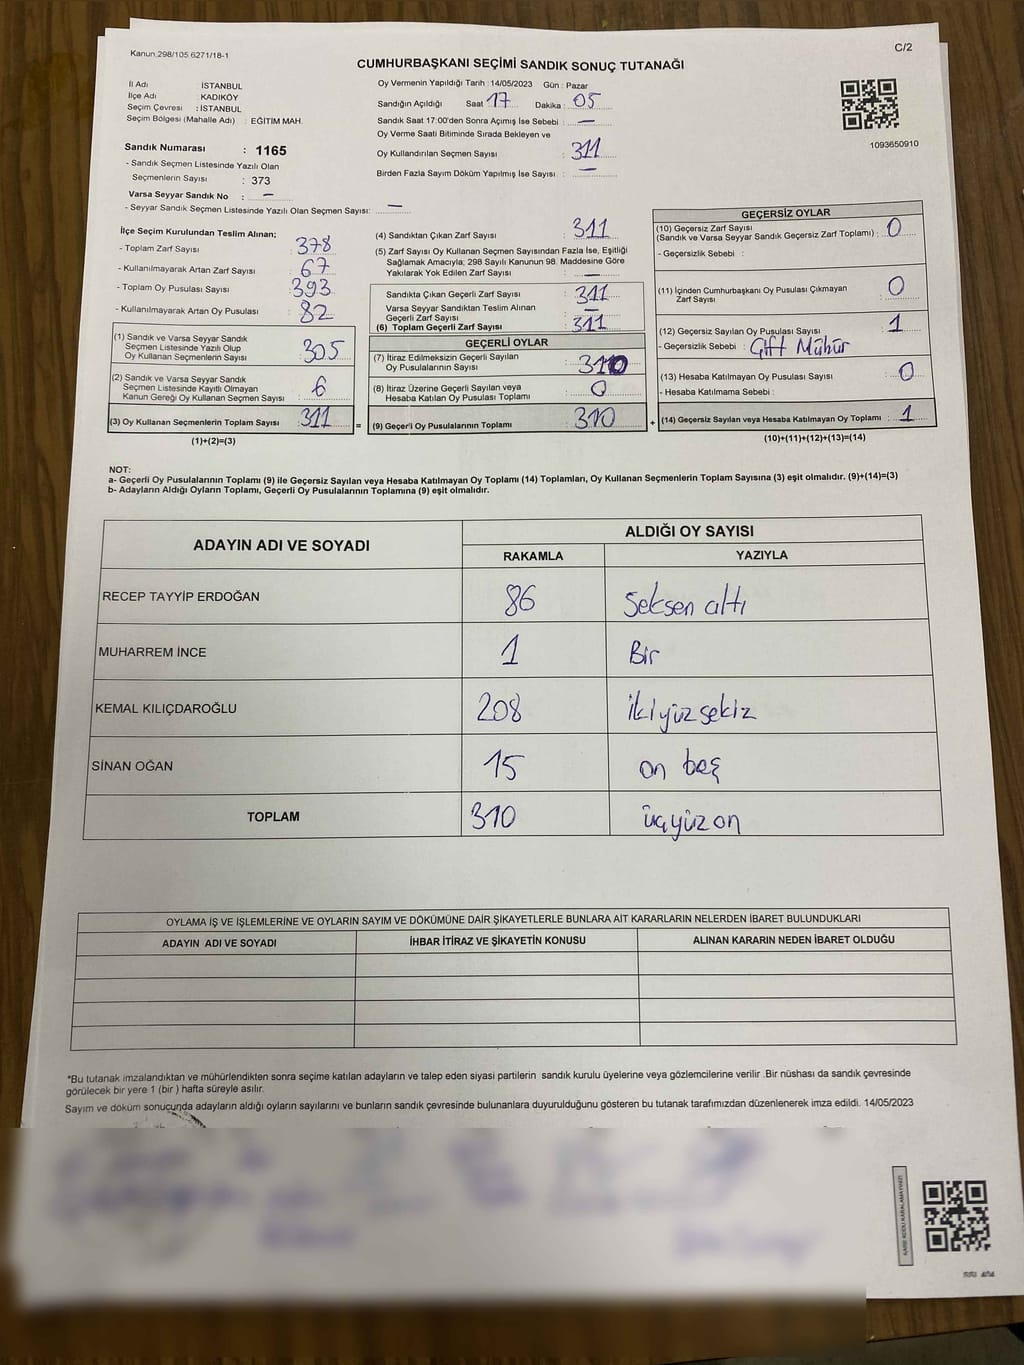 Kanun.298/105.6271/18-1
C/2
CUMHURBAŞKANI SEÇİMİ SANDIK SONUÇ TUTANAĞI
İl Adı İSTANBUL
İlçe Adı KADIKÖY
Seçim Çevresi : İSTANBUL
Seçim Bölgesi (Mahalle Adı) : EĞİTİM MAH.
Sandık Numarası : 1165
- Sandık Seçmen Listesinde Yazılı Olan
Seçmenlerin Sayısı : 373
Varsa Seyyar Sandık No : —
- Seyyar Sandık Seçmen Listesinde Yazılı Olan Seçmen Sayısı: —
Oy Vermenin Yapıldığı Tarih : 14/05/2023 Gün : Pazar
Sandığın Açıldığı Saat 17 Dakika : 05
Sandık Saat 17:00'den Sonra Açımış İse Sebebi : —
Oy Verme Saati Bitiminde Sırada Bekleyen ve
Oy Kullandırılan Seçmen Sayısı : 311
Birden Fazla Sayım Döküm Yapılmış İse Sayısı : —
1093650910
İlçe Seçim Kurulundan Teslim Alınan;
- Toplam Zarf Sayısı : 378
- Kullanılmayarak Artan Zarf Sayısı : 67
- Toplam Oy Pusulası Sayısı : 393
- Kullanılmayarak Artan Oy Pusulası : 82
(1) Sandık ve Varsa Seyyar Sandık
Seçmen Listesinde Yazılı Olup
Oy Kullanan Seçmenlerin Sayısı : 305
(2) Sandık ve Varsa Seyyar Sandık
Seçmen Listesinde Kayıtlı Olmayan
Kanun Gereği Oy Kullanan Seçmen Sayısı : 6
(3) Oy Kullanan Seçmenlerin Toplam Sayısı : 311
(1)+(2)=(3)
(4) Sandıktan Çıkan Zarf Sayısı : 311
(5) Zarf Sayısı Oy Kullanan Seçmen Sayısından Fazla İse, Eşitliği
Sağlamak Amacıyla; 298 Sayılı Kanunun 98. Maddesine Göre
Yakılarak Yok Edilen Zarf Sayısı : —
Sandıkta Çıkan Geçerli Zarf Sayısı : 311
Varsa Seyyar Sandıktan Teslim Alınan
Geçerli Zarf Sayısı : —
(6) Toplam Geçerli Zarf Sayısı : 311
GEÇERLİ OYLAR
(7) İtiraz Edilmeksizin Geçerli Sayılan
Oy Pusulalarının Sayısı : 310
(8) İtiraz Üzerine Geçerli Sayılan veya
Hesaba Katılan Oy Pusulası Toplamı : 0
= (9) Geçerli Oy Pusulalarının Toplamı : 310
GEÇERSİZ OYLAR
(10) Geçersiz Zarf Sayısı
(Sandık ve Varsa Seyyar Sandık Geçersiz Zarf Toplamı) : 0
- Geçersizlik Sebebi :
(11) İçinden Cumhurbaşkanı Oy Pusulası Çıkmayan
Zarf Sayısı : 0
(12) Geçersiz Sayılan Oy Pusulası Sayısı : 1
- Geçersizlik Sebebi : Çift Mühür
(13) Hesaba Katılmayan Oy Pusulası Sayısı : 0
- Hesaba Katılmama Sebebi :
+ (14) Geçersiz Sayılan veya Hesaba Katılmayan Oy Toplamı : 1
(10)+(11)+(12)+(13)=(14)
NOT:
a- Geçerli Oy Pusulalarının Toplamı (9) ile Geçersiz Sayılan veya Hesaba Katılmayan Oy Toplamı (14) Toplamları, Oy Kullanan Seçmenlerin Toplam Sayısına (3) eşit olmalıdır. (9)+(14)=(3)
b- Adayların Aldığı Oyların Toplamı, Geçerli Oy Pusulalarının Toplamına (9) eşit olmalıdır.
ADAYIN ADI VE SOYADI
ALDIĞI OY SAYISI
RAKAMLA YAZIYLA
RECEP TAYYİP ERDOĞAN 86 Seksen altı
MUHARREM İNCE 1 Bir
KEMAL KILIÇDAROĞLU 208 İkiyüzsekiz
SİNAN OĞAN 15 on beş
TOPLAM 310 üçyüzon
OYLAMA İŞ VE İŞLEMLERİNE VE OYLARIN SAYIM VE DÖKÜMÜNE DAİR ŞİKAYETLERLE BUNLARA AİT KARARLARIN NELERDEN İBARET BULUNDUKLARI
ADAYIN ADI VE SOYADI İHBAR İTİRAZ VE ŞİKAYETİN KONUSU ALINAN KARARIN NEDEN İBARET OLDUĞU
*Bu tutanak imzalandıktan ve mühürlendikten sonra seçime katılan adayların ve talep eden siyasi partilerin sandık kurulu üyelerine veya gözlemcilerine verilir .Bir nüshası da sandık çevresinde
görülecek bir yere 1 (bir ) hafta süreyle asılır.
Sayım ve döküm sonucunda adayların aldığı oyların sayılarını ve bunların sandık çevresinde bulunanlara duyurulduğunu gösteren bu tutanak tarafımızdan düzenlenerek imza edildi. 14/05/2023